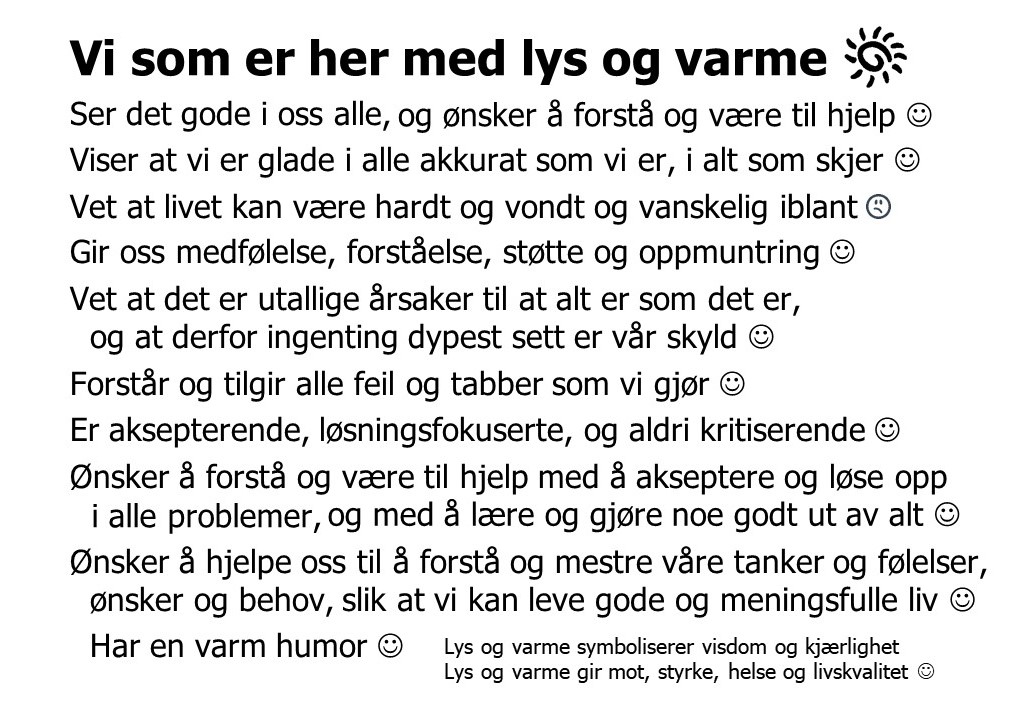 Vi som er her med lys og varme
Ser det gode i oss alle, og ønsker å forstå og være til hjelp ☺
Viser at vi er glade i alle akkurat som vi er, i alt som skjer ☺
Vet at livet kan være hardt og vondt og vanskelig iblant ☹
Gir oss medfølelse, forståelse, støtte og oppmuntring ☺
Vet at det er utallige årsaker til at alt er som det er,
og at derfor ingenting dypest sett er vår skyld ☺
Forstår og tilgir alle feil og tabber som vi gjør ☺
Er aksepterende, løsningsfokuserte, og aldri kritiserende ☺
Ønsker å forstå og være til hjelp med å akseptere og løse opp
i alle problemer, og med å lære og gjøre noe godt ut av alt ☺
Ønsker å hjelpe oss til å forstå og mestre våre tanker og følelser,
ønsker og behov, slik at vi kan leve gode og meningsfulle liv ☺
Har en varm humor ☺
Lys og varme symboliserer visdom og kjærlighet
Lys og varme gir mot, styrke, helse og livskvalitet ☺